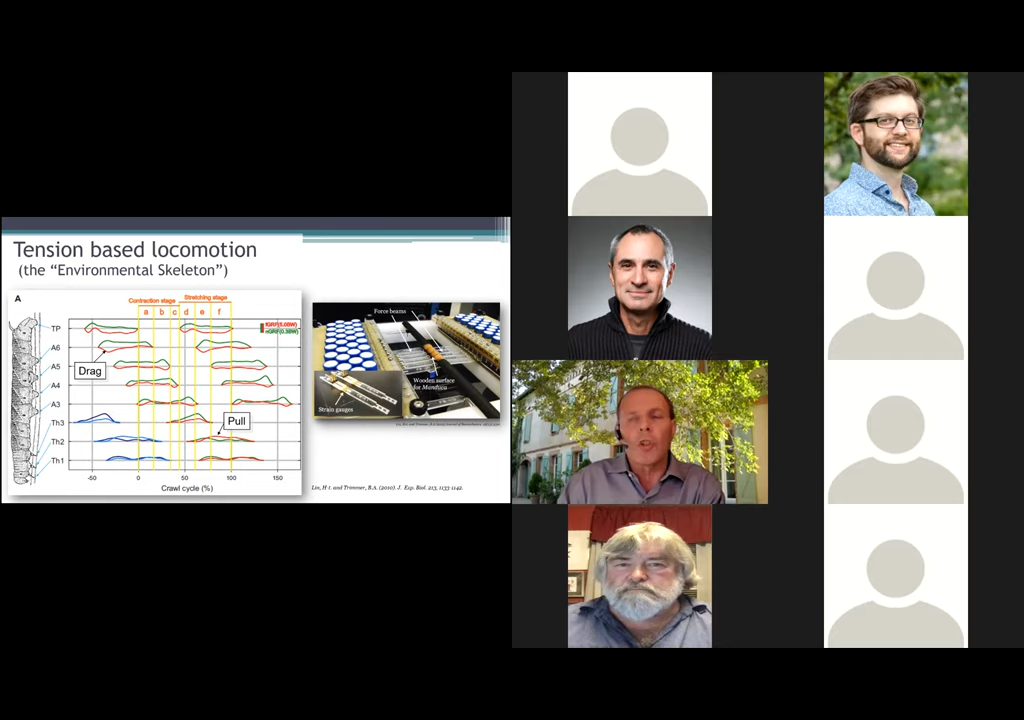 Tension based locomotion
(the “Environmental Skeleton”)
A
Contraction stage
Stretching stage
a b c d e f
TP
A6
A5
A4
A3
Th3
Th2
Th1
Drag
Pull
-50 0 50 100 150
Crawl cycle (%)
Force beams
Wooden surface
for Manduca
Strain gauges
Lin, H-t. and Trimmer, B.A. (2010). J. Exp. Biol. 213, 1133-1142.